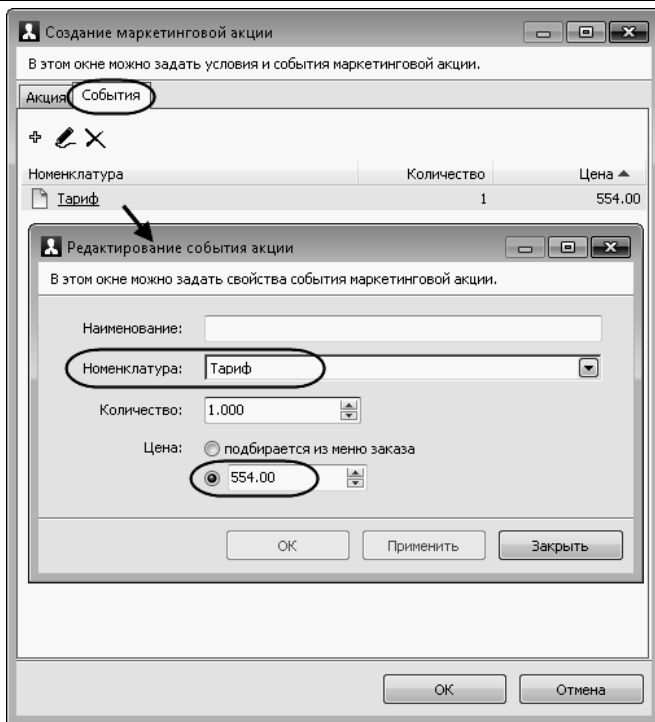 Создание маркетинговой акции
В этом окне можно задать условия и события маркетинговой акции.
Акция События
Номенклатура Количество Цена
Тариф 1 554.00
Редактирование события акции
В этом окне можно задать свойства события маркетинговой акции.
Наименование:
Номенклатура: Тариф
Количество: 1.000
Цена: подбирается из меню заказа
554.00
ОК Применить Закрыть
ОК Отмена